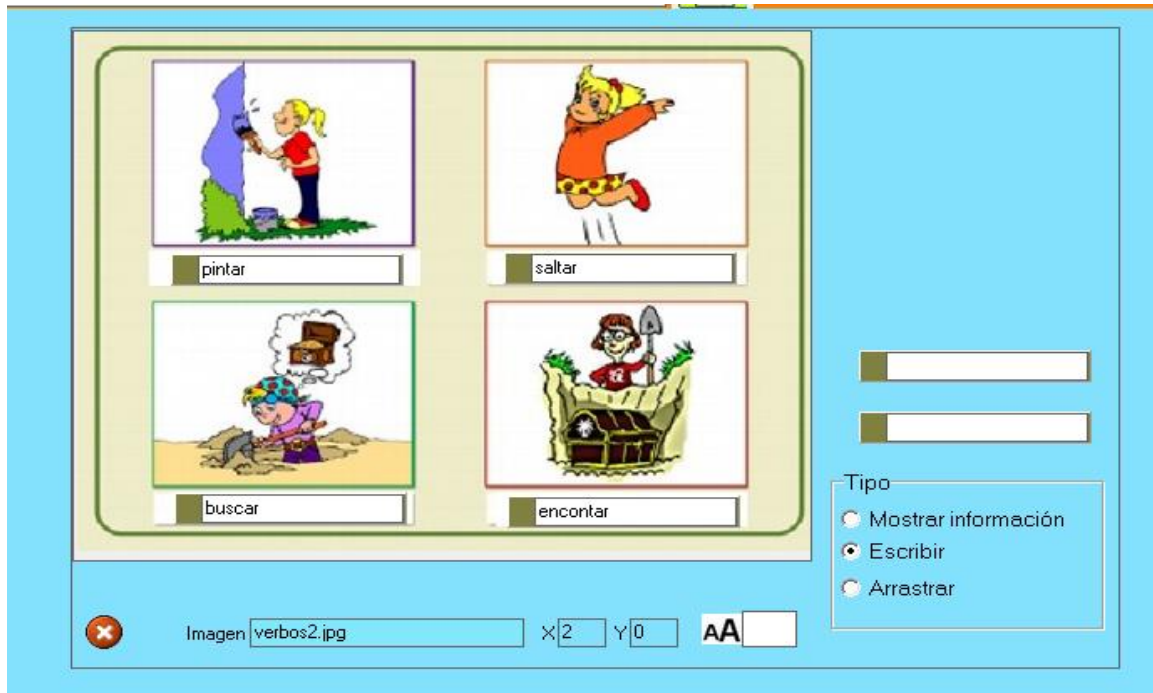 pintar
saltar
buscar
encontar
Tipo
Mostrar información
Escribir
Arrastrar
Imagen verbos2.jpg X 2 Y 0 AA